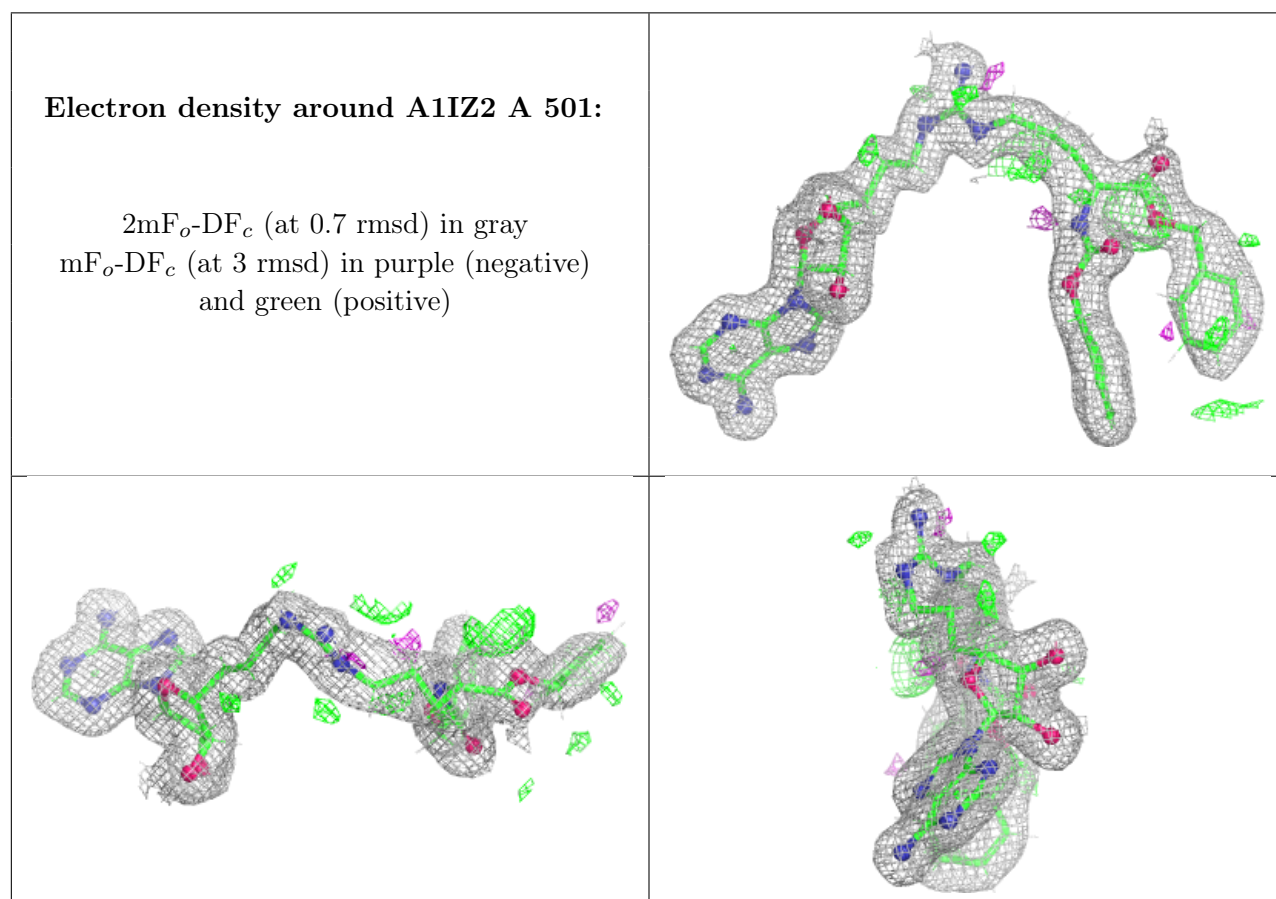 Electron density around A1IZ2 A 501:
2mFo-DFc (at 0.7 rmsd) in gray
mFo-DFc (at 3 rmsd) in purple (negative)
and green (positive)